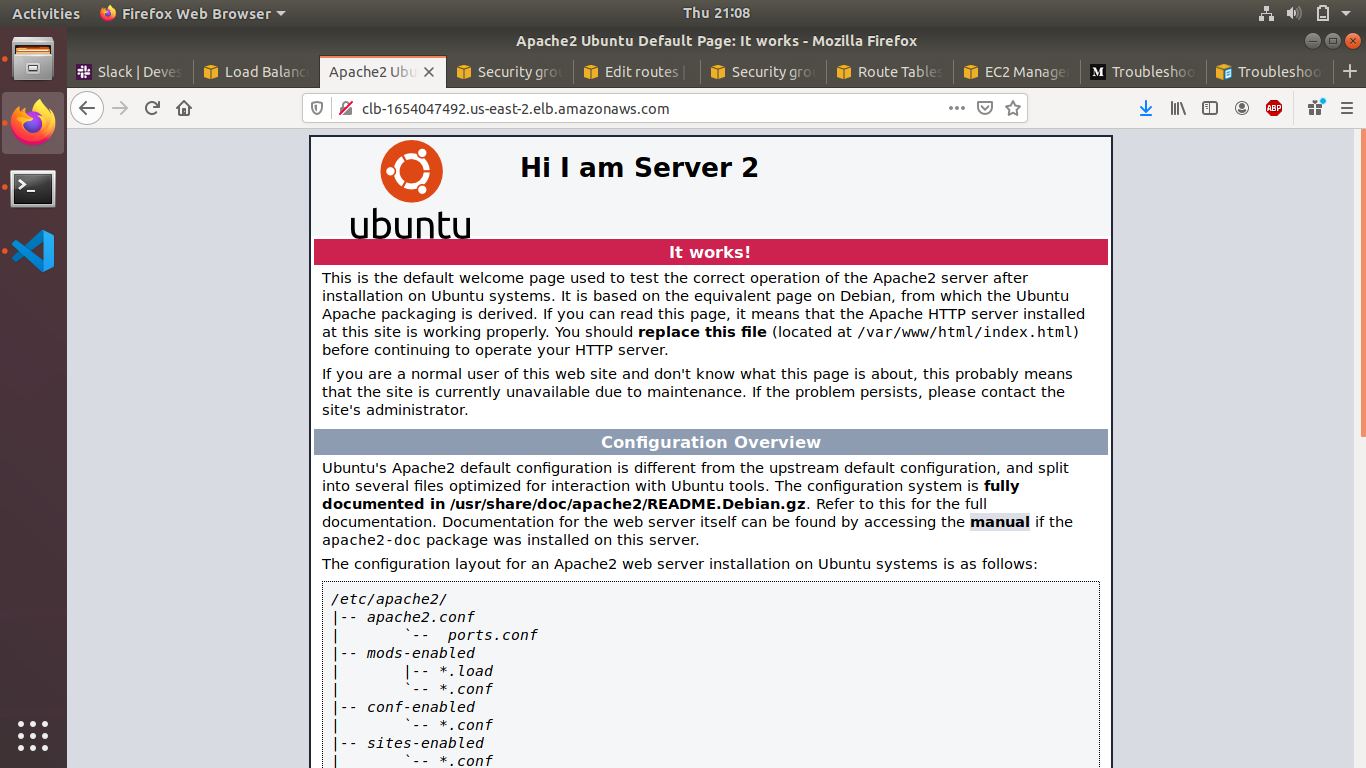 Activities
Firefox Web Browser
Thu 21:08
Apache2 Ubuntu Default Page: It works - Mozilla Firefox
Slack | Deves
Load Balanc
Apache2 Ubu
Security gro
Edit routes |
Security gro
Route Tables
EC2 Manage
Troubleshoo
Troubleshoo
clb-1654047492.us-east-2.elb.amazonaws.com
ABP
ubuntu
Hi I am Server 2
It works!
This is the default welcome page used to test the correct operation of the Apache2 server after
installation on Ubuntu systems. It is based on the equivalent page on Debian, from which the Ubuntu
Apache packaging is derived. If you can read this page, it means that the Apache HTTP server installed
at this site is working properly. You should replace this file (located at /var/www/html/index.html)
before continuing to operate your HTTP server.
If you are a normal user of this web site and don't know what this page is about, this probably means
that the site is currently unavailable due to maintenance. If the problem persists, please contact the
site's administrator.
Configuration Overview
Ubuntu's Apache2 default configuration is different from the upstream default configuration, and split
into several files optimized for interaction with Ubuntu tools. The configuration system is fully
documented in /usr/share/doc/apache2/README.Debian.gz. Refer to this for the full
documentation. Documentation for the web server itself can be found by accessing the manual if the
apache2-doc package was installed on this server.
The configuration layout for an Apache2 web server installation on Ubuntu systems is as follows:
/etc/apache2/
|-- apache2.conf
|       `--  ports.conf
|-- mods-enabled
|       |-- *.load
|       `-- *.conf
|-- conf-enabled
|       `-- *.conf
|-- sites-enabled
|       `-- *.conf